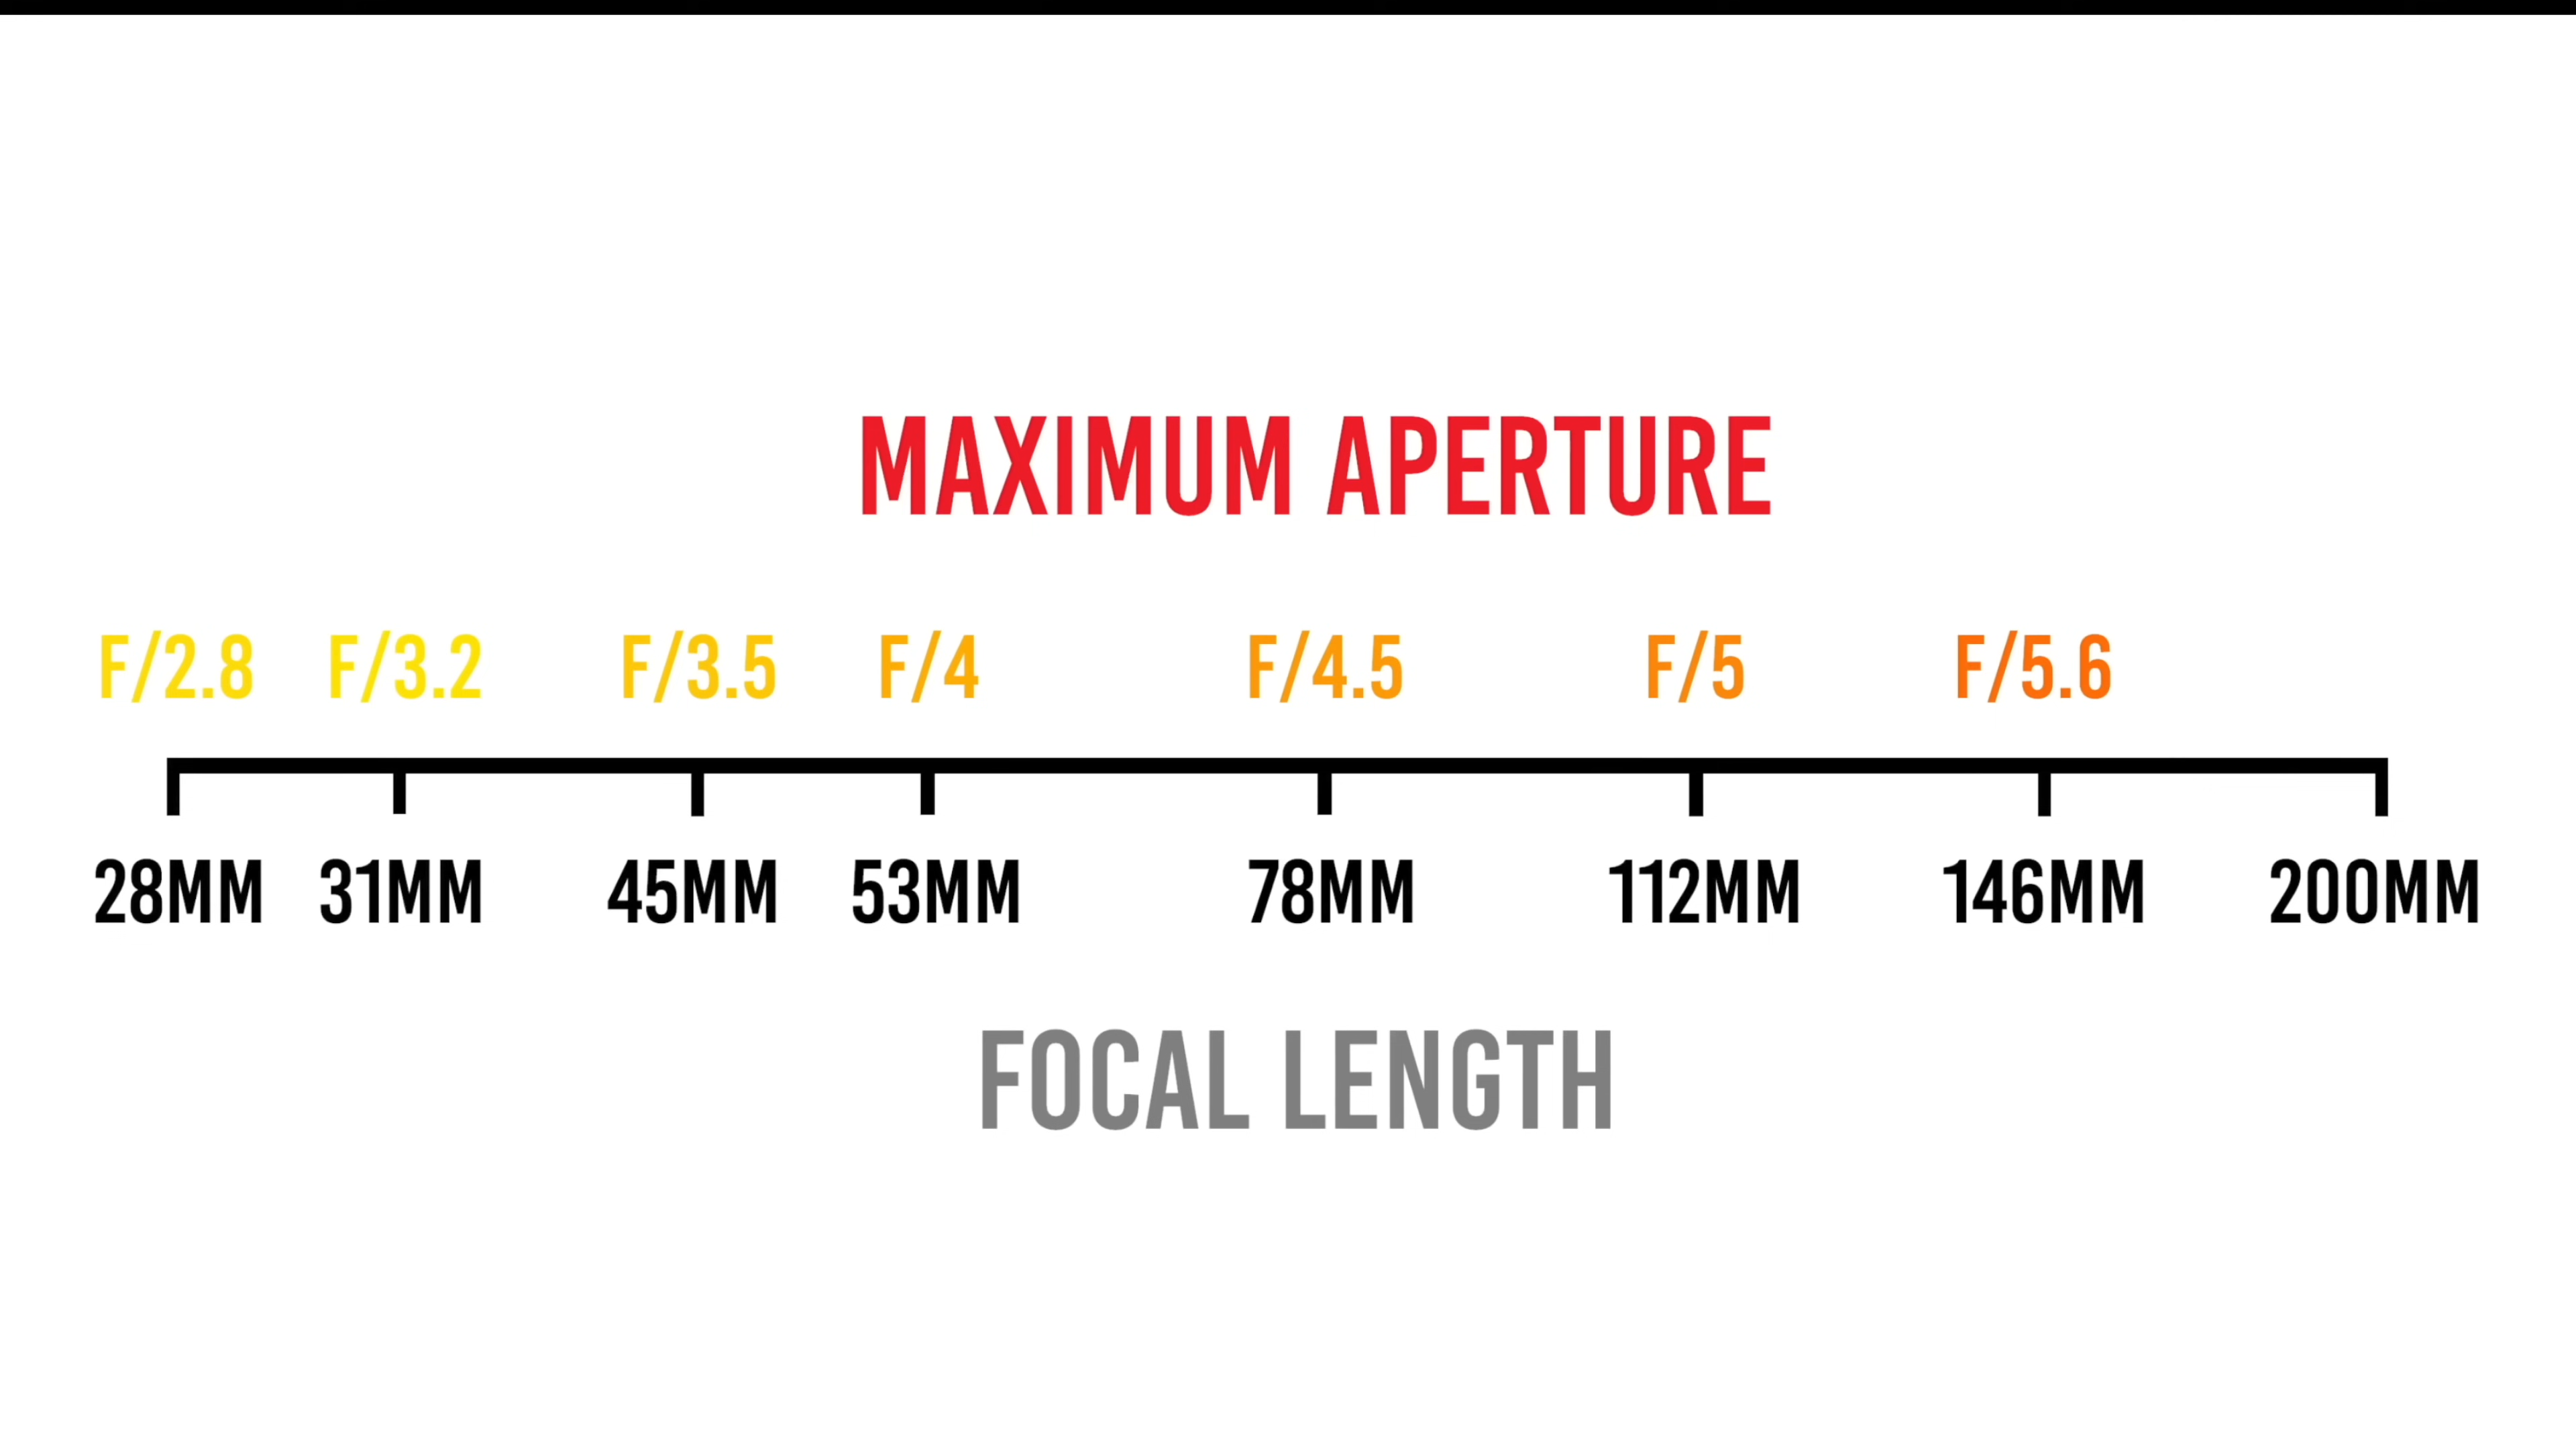 MAXIMUM APERTURE
F/2.8 F/3.2 F/3.5 F/4 F/4.5 F/5 F/5.6
28MM 31MM 45MM 53MM 78MM 112MM 146MM 200MM
FOCAL LENGTH